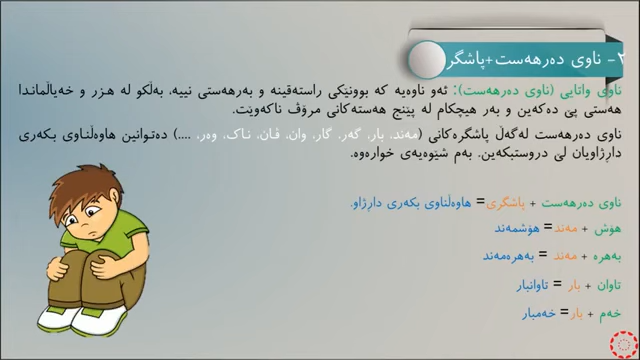 ٢- ناوی دەرهەست+پاشگر
ناوی واتایی (ناوی دەرهەست): ئەو ناوەیە کە بوونێکی راستەقینە و بەرهەستی نییە، بەڵکو لە هزر و خەیاڵماندا
هەستی پێ دەکەین و بەر هیچکام لە پێنج هەستەکانی مرۆڤ ناکەوێت.
ناوی دەرهەست لەگەڵ پاشگرەکانی (مەند، بار، گەر، گار، وان، ڤان، ناک، وەر، ....) دەتوانین هاوەڵناوی بکەری
داڕژاویان لێ دروستبکەین. بەم شێوەیەی خوارەوە.
ناوی دەرهەست + پاشگری= هاوەڵناوی بکەری داڕژاو.
هۆش + مەند =هۆشمەند
بەهرە + مەند = بەهرەمەند
تاوان + بار = تاوانبار
خەم + بار= خەمبار